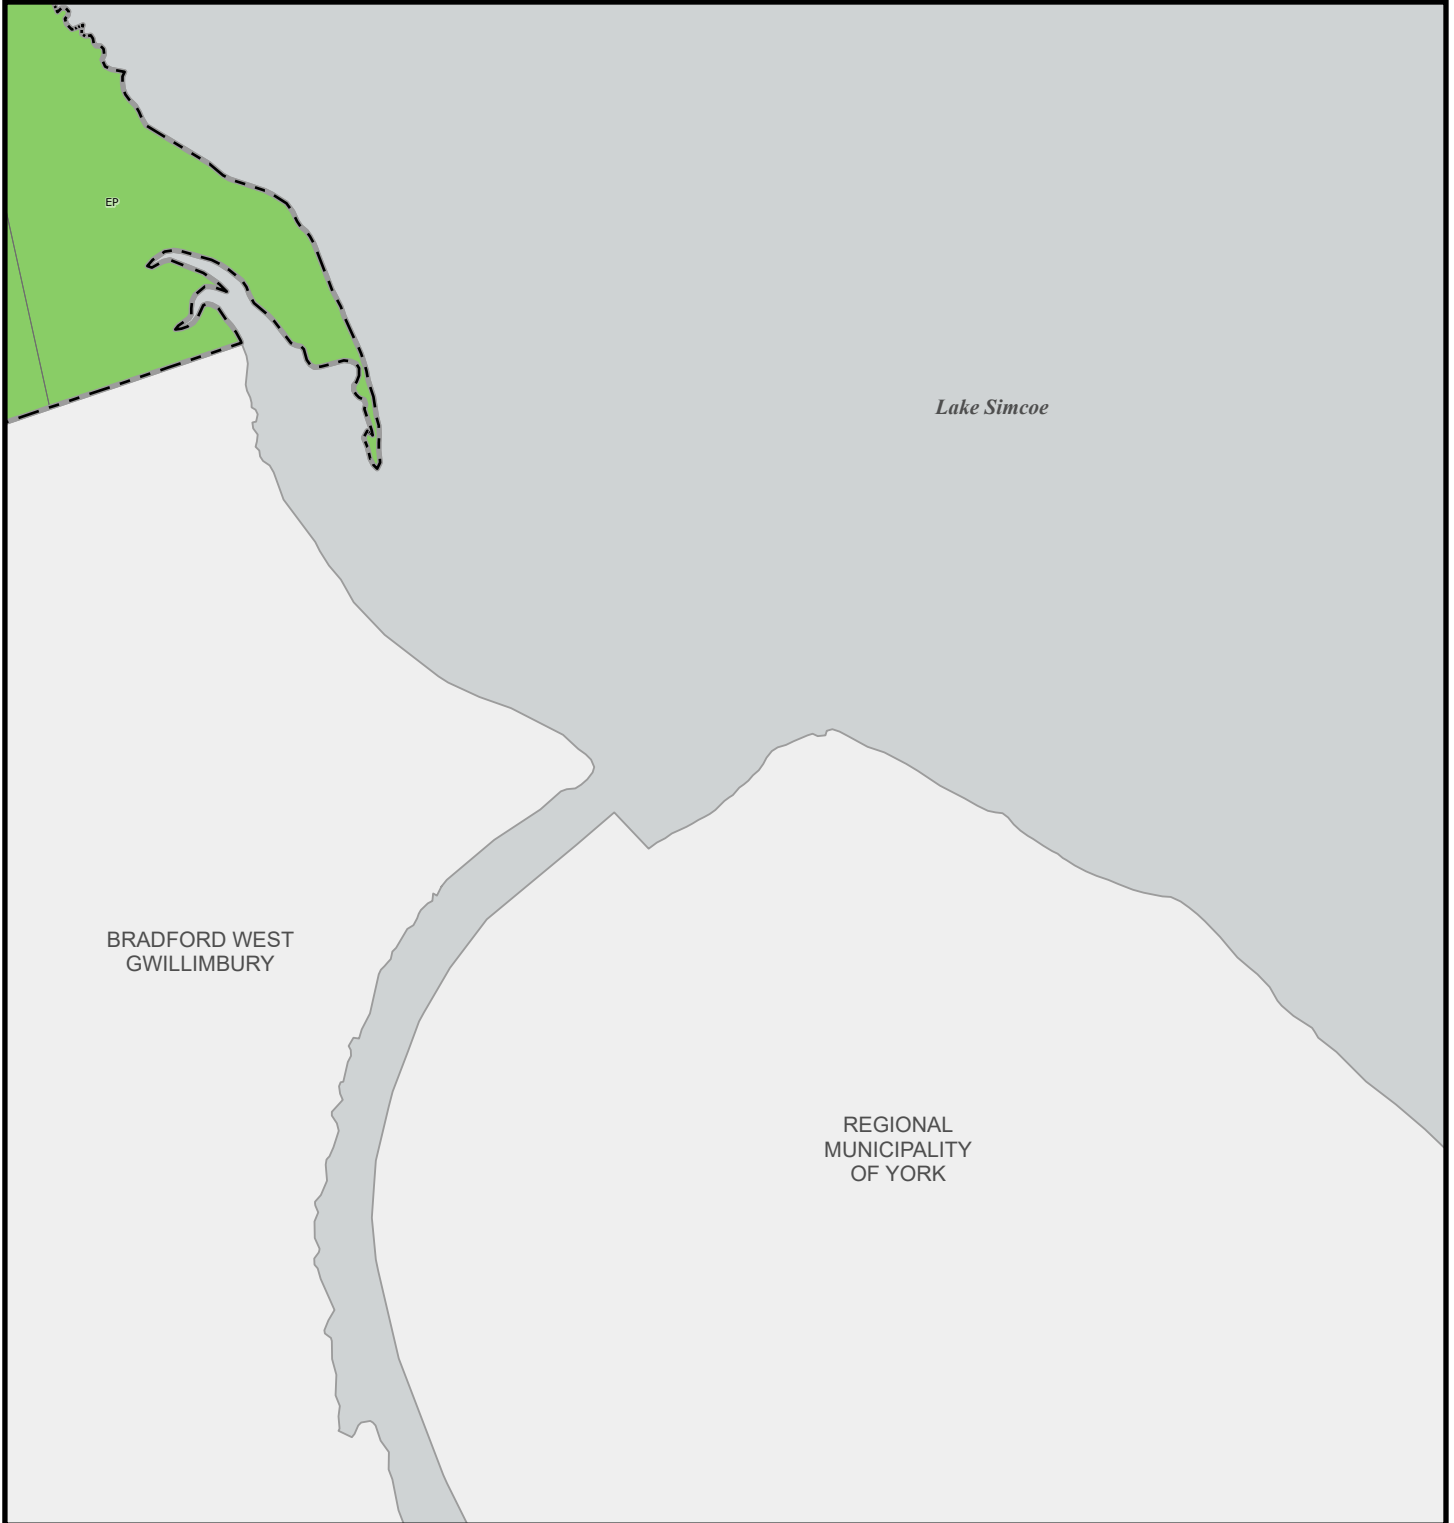 EP
Lake Simcoe
BRADFORD WEST
GWILLIMBURY
REGIONAL
MUNICIPALITY
OF YORK